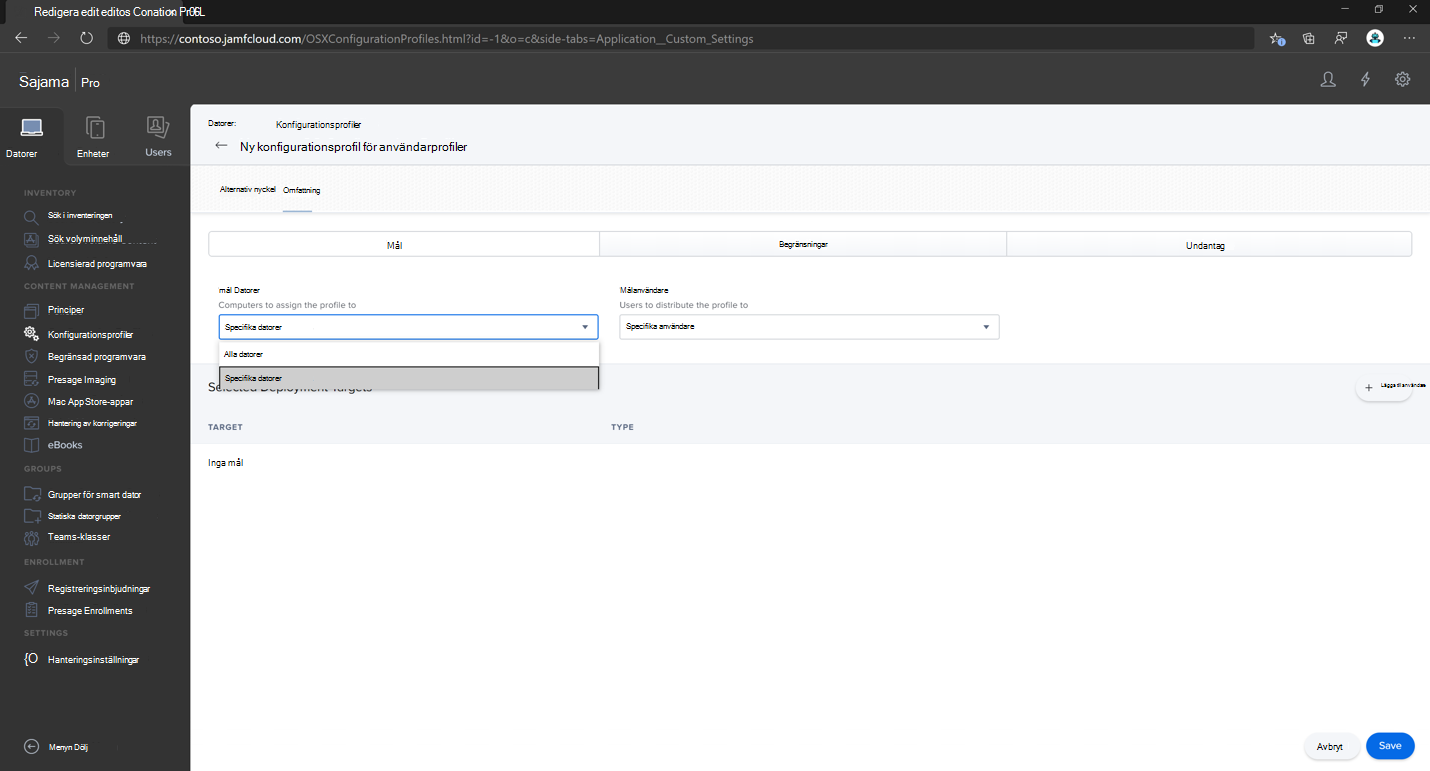 Redigera edit editos Conation Pr06L
https://contoso.jamfcloud.com/OSXConfigurationProfiles.html?id=-1&o=c&side-tabs=Application__Custom_Settings
Sajama Pro
Datorer
Enheter
Users
INVENTORY
Sök i inventeringen
Sök volyminnehåll
Licensierad programvara
CONTENT MANAGEMENT
Principer
Konfigurationsprofiler
Begränsad programvara
Presage Imaging
Mac AppStore-appar
Hantering av korrigeringar
eBooks
GROUPS
Grupper för smart dator
Statiska datorgrupper
Teams-klasser
ENROLLMENT
Registreringsinbjudningar
Presage Enrollments
SETTINGS
Hanteringsinställningar
Menyn Dölj
Datorer: Konfigurationsprofiler
Ny konfigurationsprofil för användarprofiler
Alternativ nyckel Omfattning
Mål Begränsningar Undantag
mål Datorer
Computers to assign the profile to
Specifika datorer
Alla datorer
Specifika datorer
Målanvändare
Users to distribute the profile to
Specifika användare
Selected Deployment Targets
+ Lägga til användare
TARGET TYPE
Inga mål
Avbryt Save